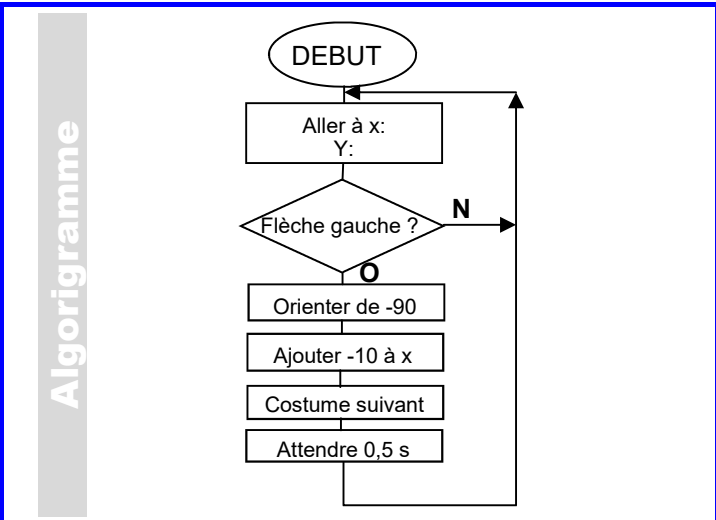 Algorigramme
DEBUT
Aller à x:
Y:
Flèche gauche ?
N
O
Orienter de -90
Ajouter -10 à x
Costume suivant
Attendre 0,5 s